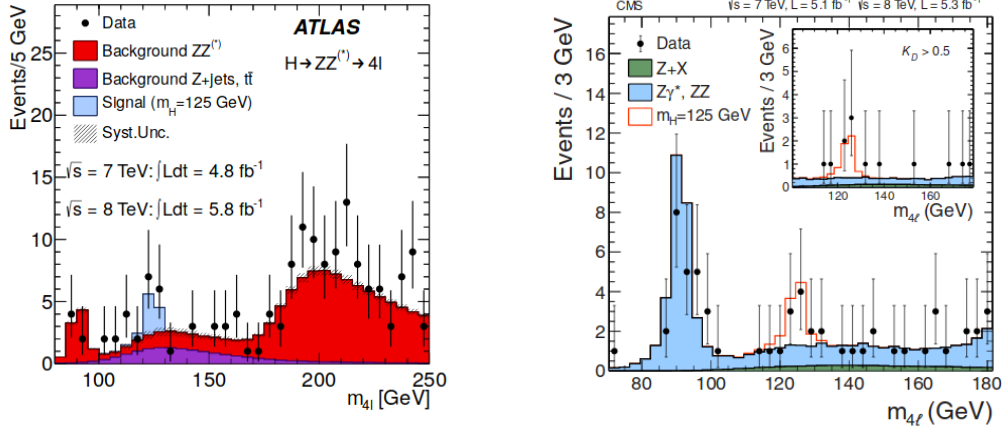 Data
Background ZZ(*)
Background Z+Jets, tt̄
Signal (mH=125 GeV)
Syst.Unc.
ATLAS
H→ZZ(*)→4l
√s = 7 TeV: ∫Ldt = 4.8 fb-1
√s = 8 TeV: ∫Ldt = 5.8 fb-1
Events/5 GeV
25
20
15
10
5
0
100
150
200
250
m4l [GeV]
CMS
√s = 7 TeV, L = 5.1 fb-1 √s = 8 TeV, L = 5.3 fb-1
Data
Z+X
Zγ*, ZZ
mH=125 GeV
Events / 3 GeV
16
14
12
10
8
6
4
2
0
80
100
120
140
160
180
m4ℓ (GeV)
KD > 0.5
Events / 3 GeV
6
5
4
3
2
1
0
120
140
160
m4ℓ (GeV)